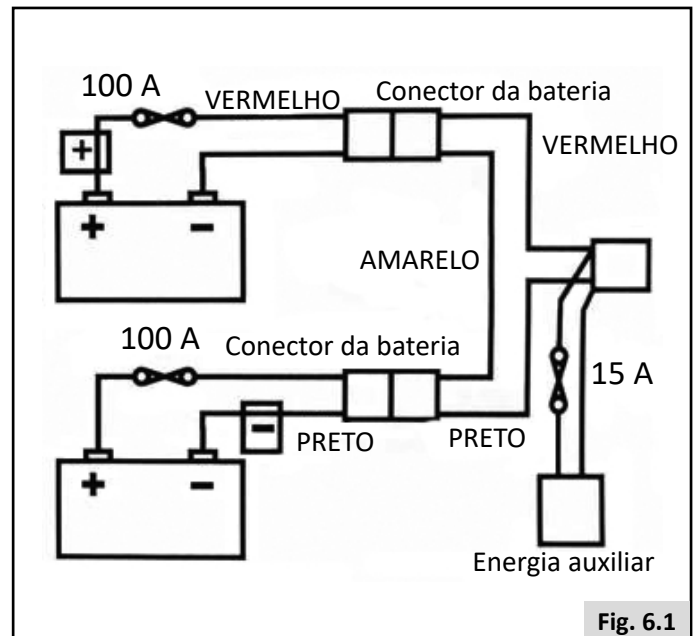 100 A
VERMELHO
Conector da bateria
VERMELHO
+
+ -
AMARELO
100 A
Conector da bateria
15 A
-
PRETO
PRETO
+ -
Energia auxiliar
Fig. 6.1